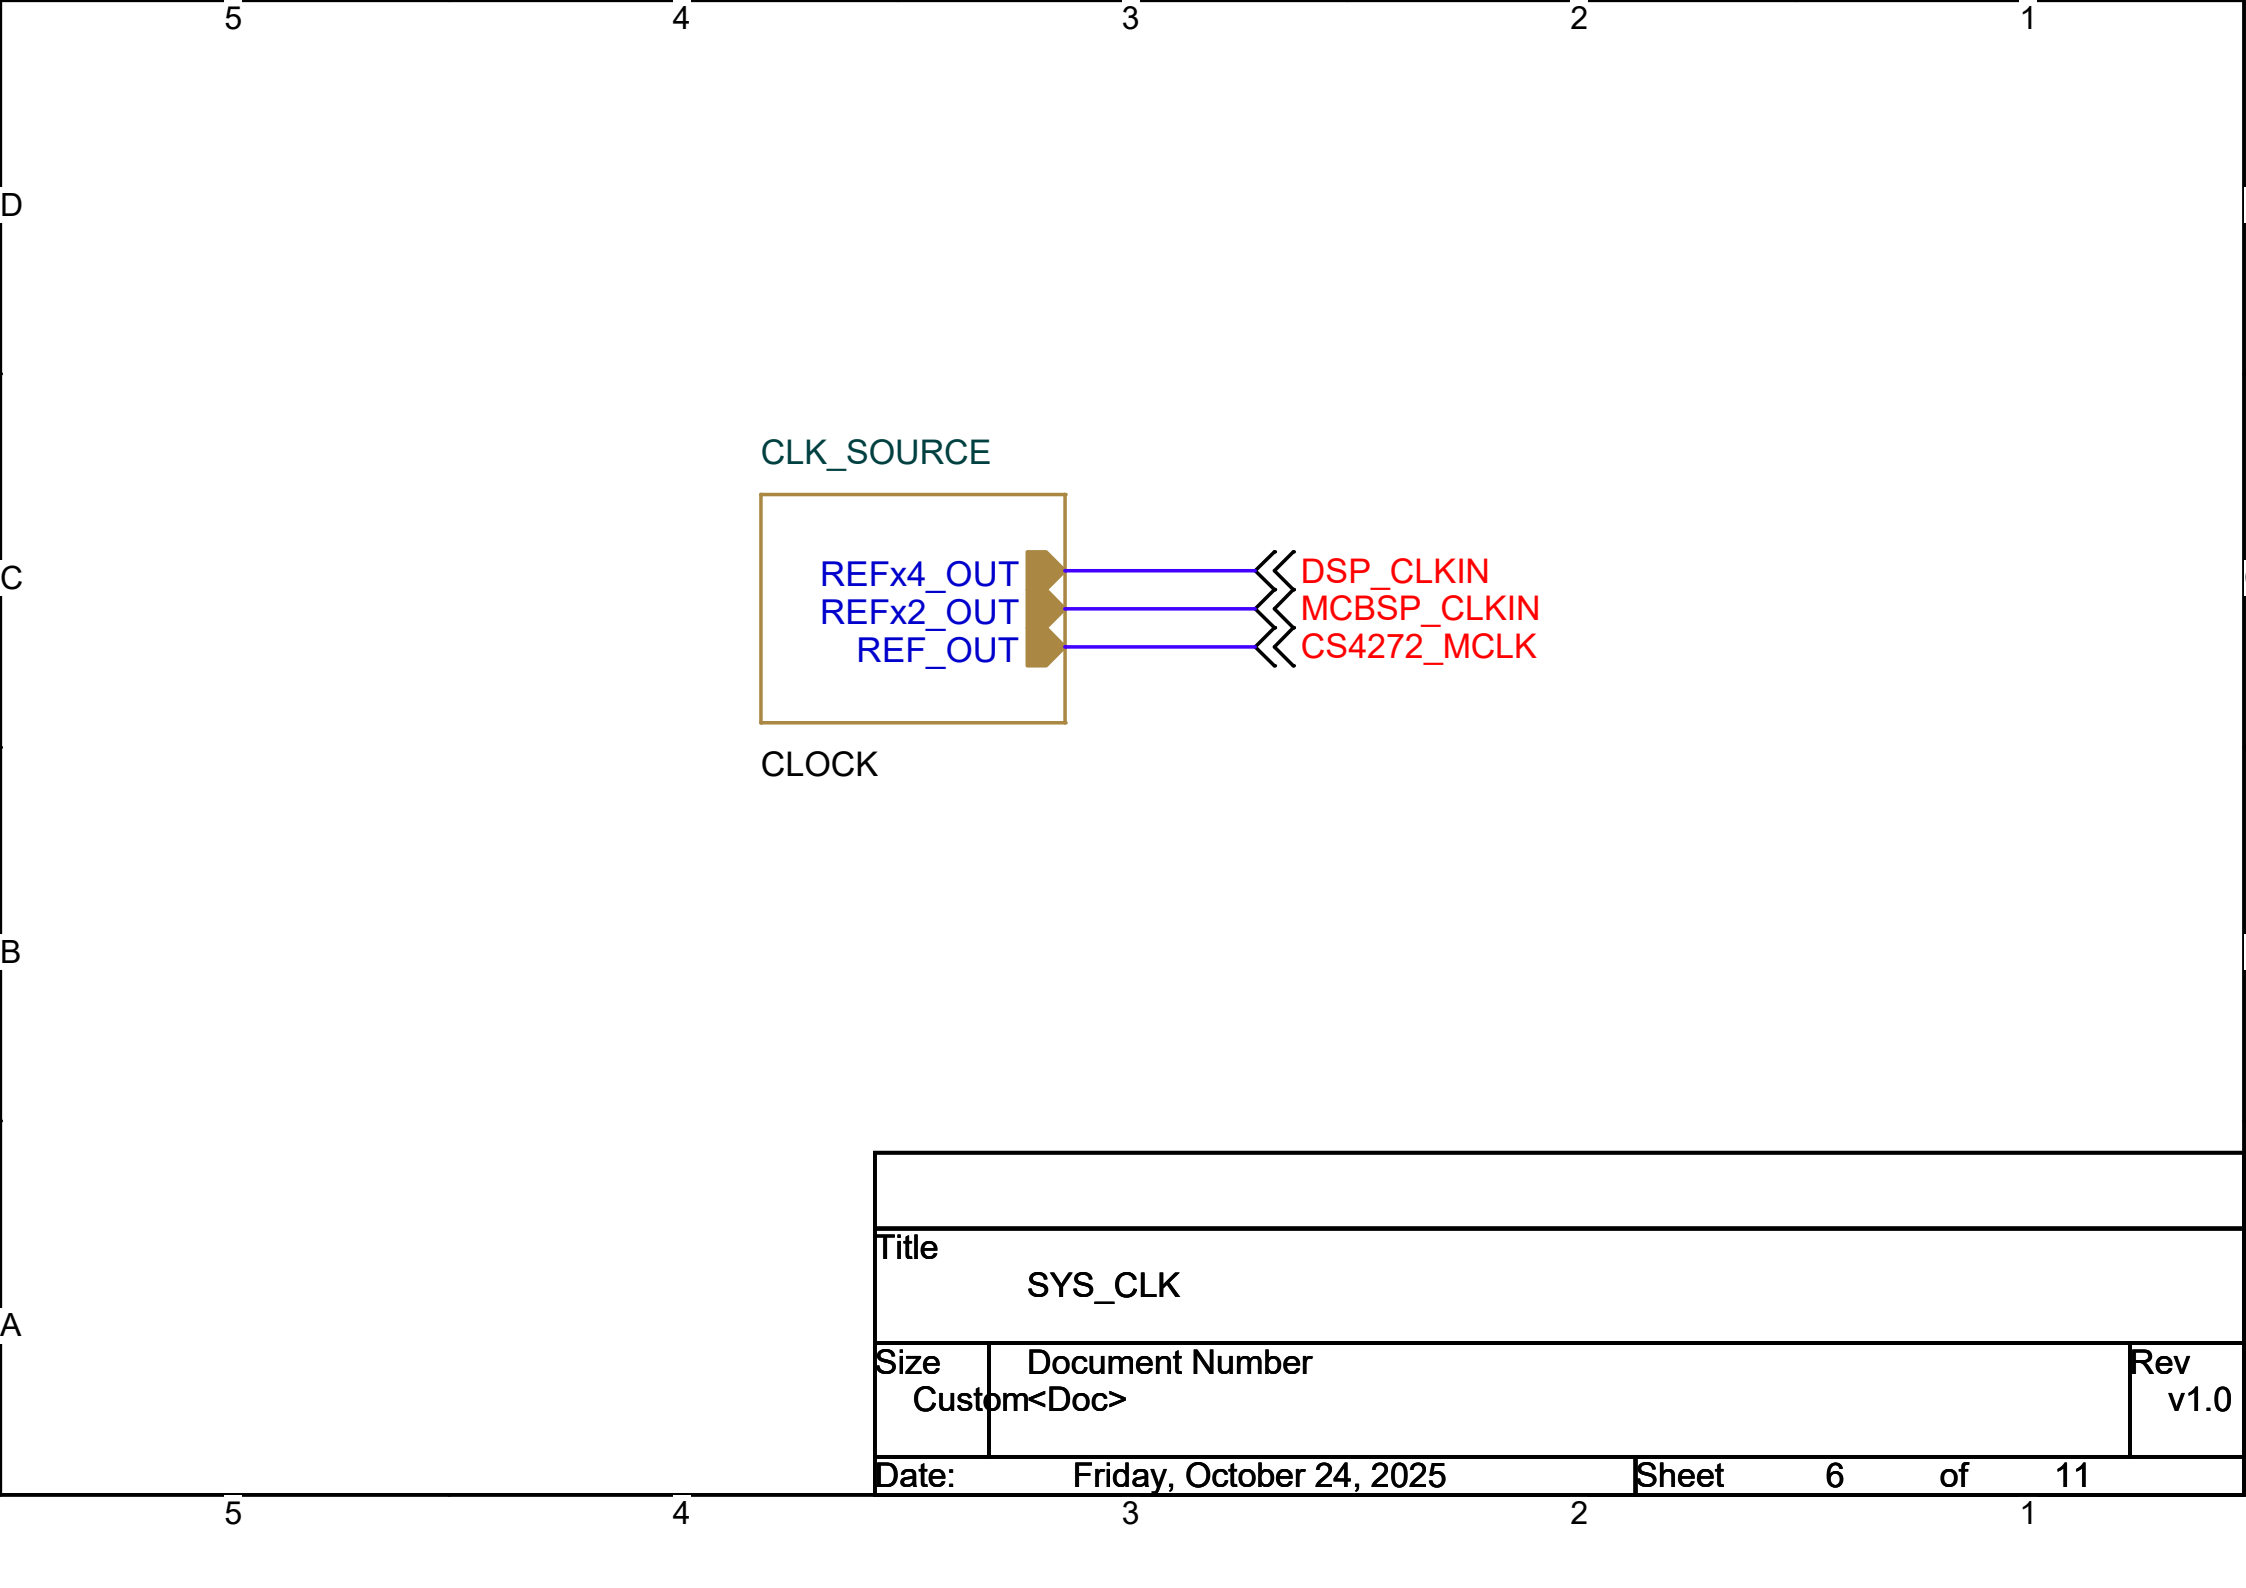 5 4 3 2 1
D
CLK_SOURCE
REFx4_OUT DSP_CLKIN
C
REFx2_OUT MCBSP_CLKIN
REF_OUT CS4272_MCLK
CLOCK
B
Title
SYS_CLK
A
Size Document Number Rev
Custom <Doc> v1.0
Date: Friday, October 24, 2025 Sheet 6 of 11
5 4 3 2 1